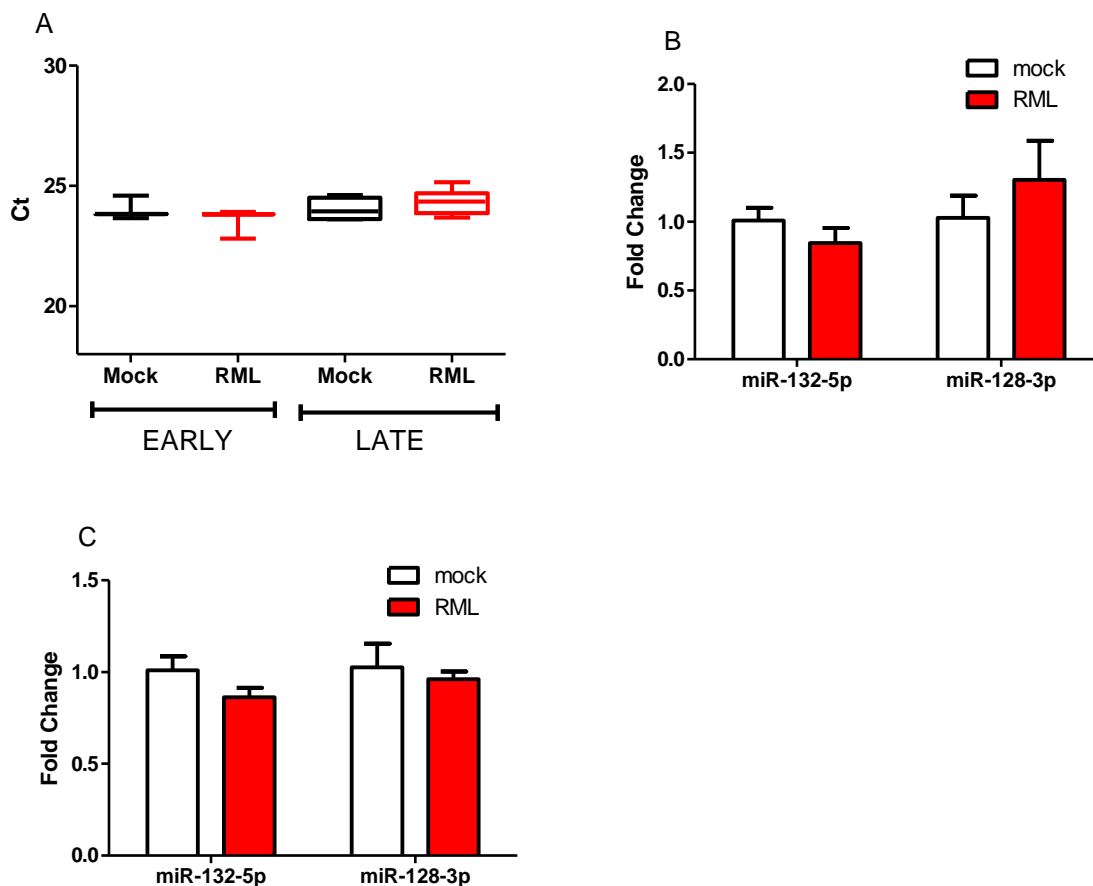 A
30
25
20
Ct
Mock RML Mock RML
EARLY LATE
B
mock
RML
2.0
1.5
1.0
0.5
0.0
Fold Change
miR-132-5p miR-128-3p
C
mock
RML
1.5
1.0
0.5
0.0
Fold Change
miR-132-5p miR-128-3p